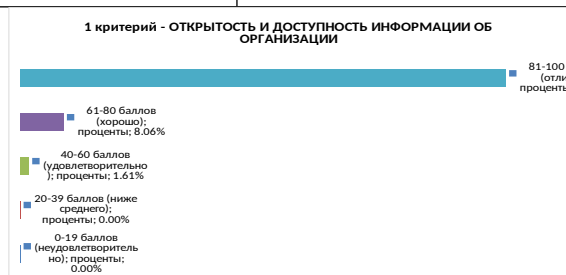 1 критерий - ОТКРЫТОСТЬ И ДОСТУПНОСТЬ ИНФОРМАЦИИ ОБ
ОРГАНИЗАЦИИ
81-100
61-80 баллов
(хорошо);
проценты; 8.06%
40-60 баллов
(удовлетворительно
); проценты; 1.61%
20-39 баллов (ниже
среднего);
проценты; 0.00%
0-19 баллов
(неудовлетворитель
но); проценты;
0.00%